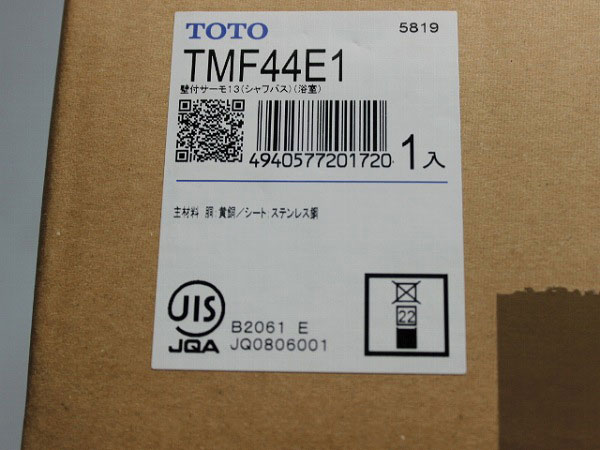 TOTO 5819
TMF44E1
壁付サーモ13(シャワバス)(浴室)
4940577201720
1入
主材料 胴 黄銅/シート ステンレス鋼
JIS
JQA
B2061 E
JQ0806001
22